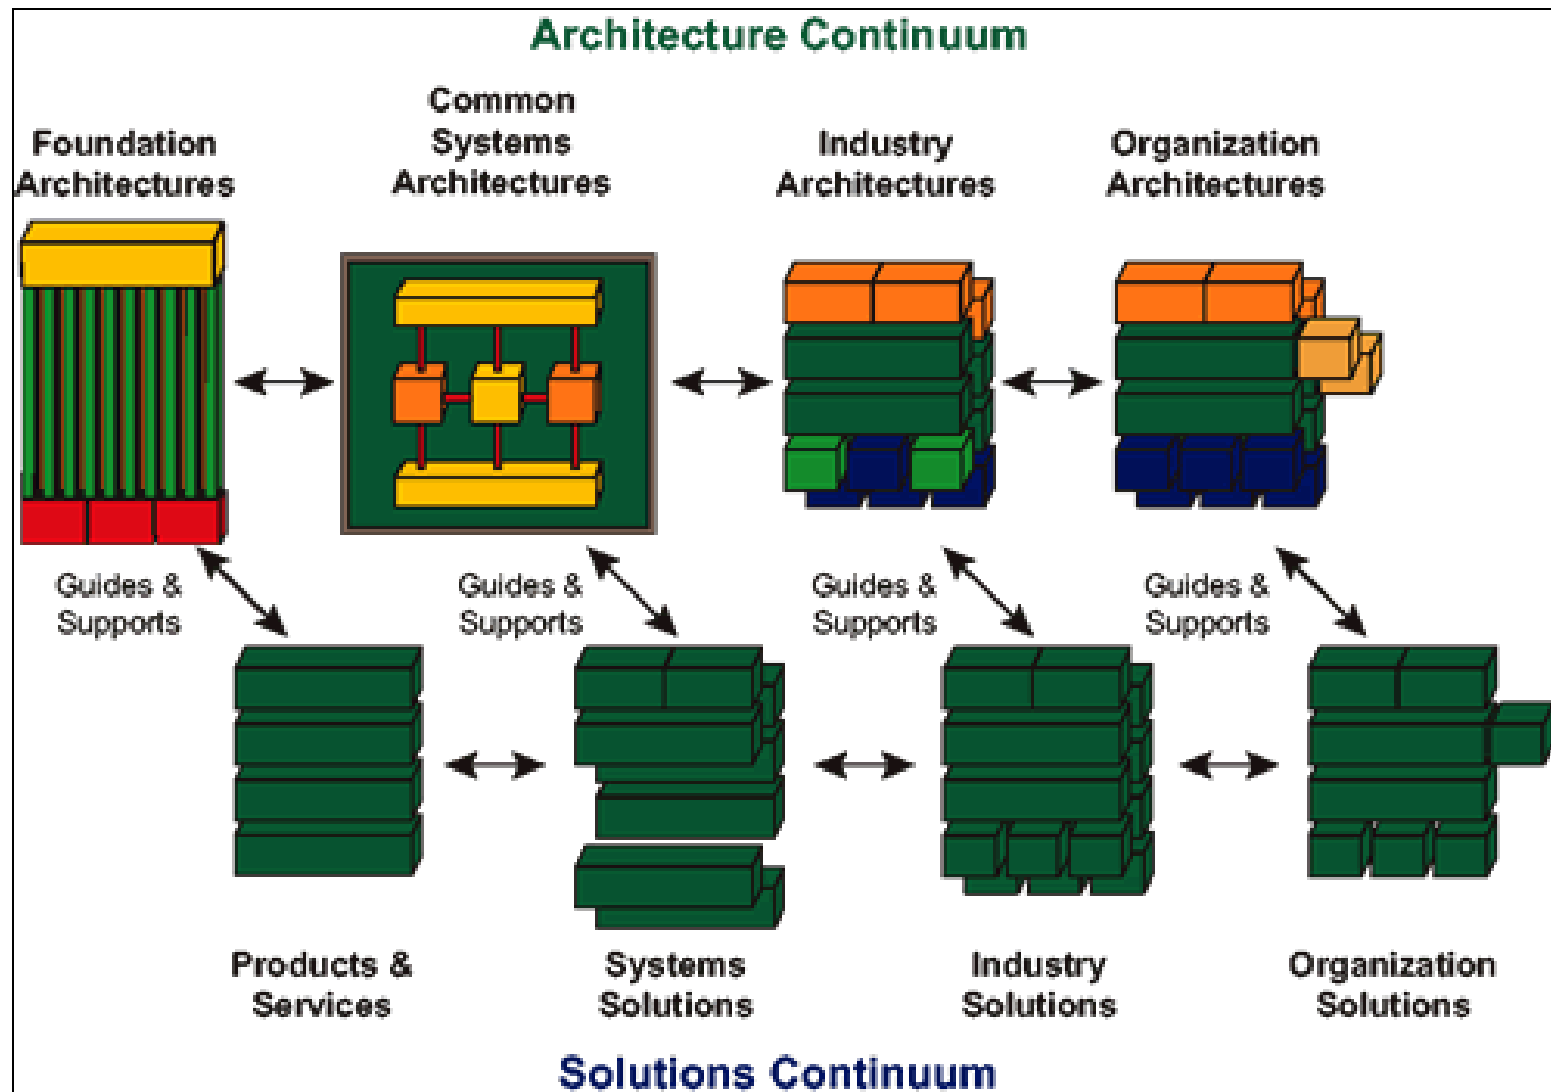 Architecture Continuum
Foundation
Architectures
Common
Systems
Architectures
Industry
Architectures
Organization
Architectures
Guides &
Supports
Guides &
Supports
Guides &
Supports
Guides &
Supports
Products &
Services
Systems
Solutions
Industry
Solutions
Organization
Solutions
Solutions Continuum